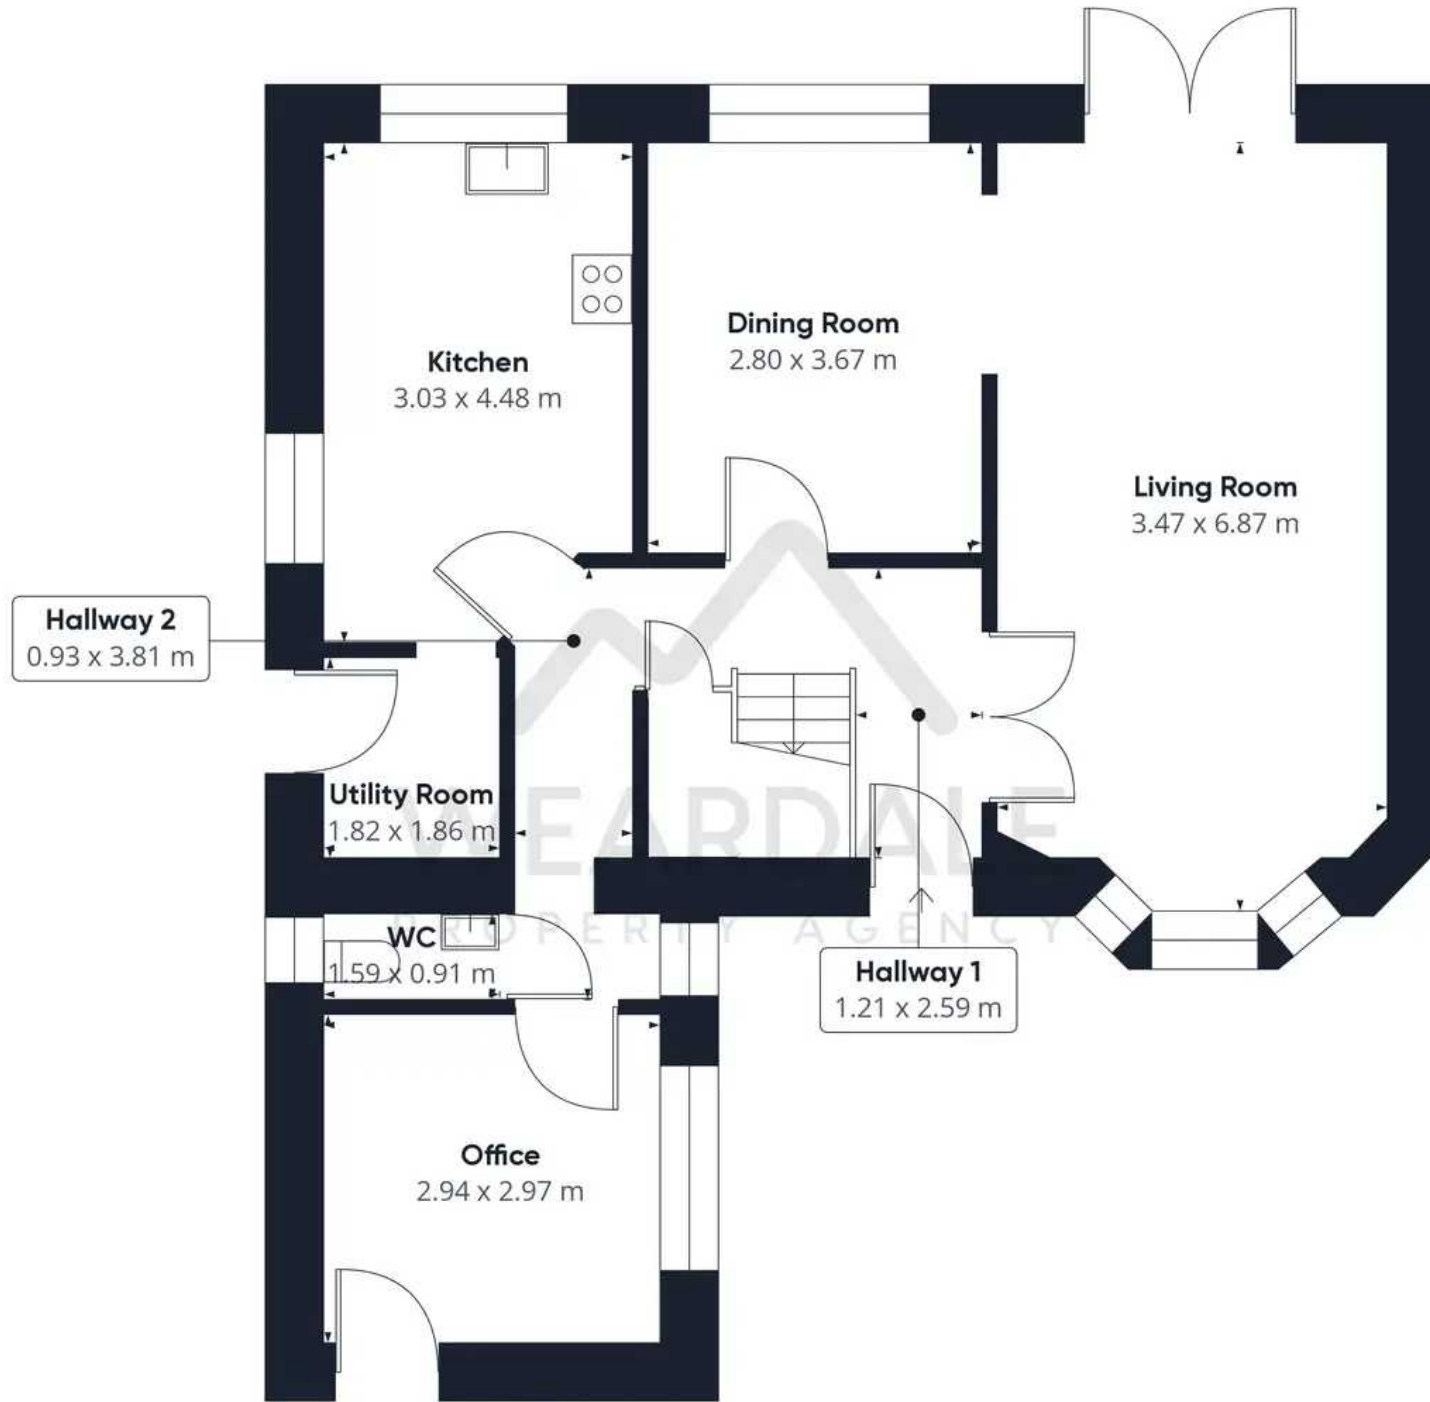 Kitchen
3.03 x 4.48 m
Dining Room
2.80 x 3.67 m
Living Room
3.47 x 6.87 m
Hallway 2
0.93 x 3.81 m
Utility Room
1.82 x 1.86 m
WEARDALE
PROPERTY AGENCY
WC
1.59 x 0.91 m
Hallway 1
1.21 x 2.59 m
Office
2.94 x 2.97 m